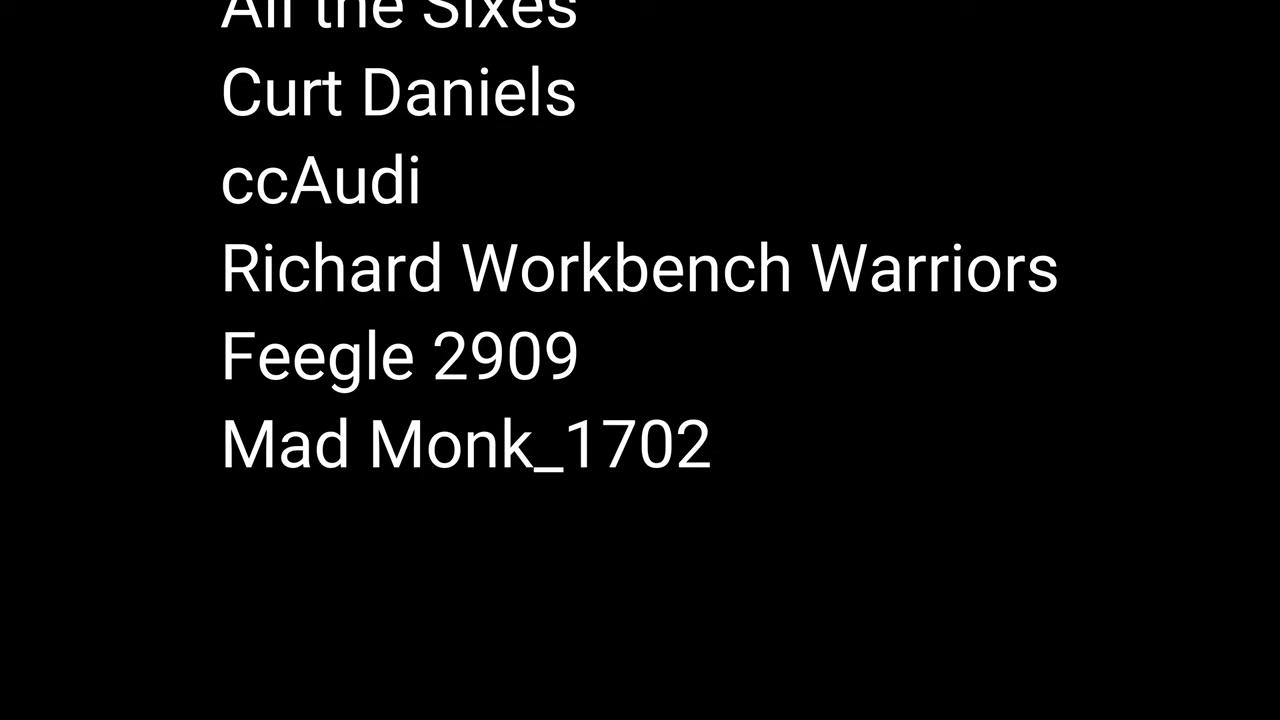 All the Sixes
Curt Daniels
ccAudi
Richard Workbench Warriors
Feegle 2909
Mad Monk_1702